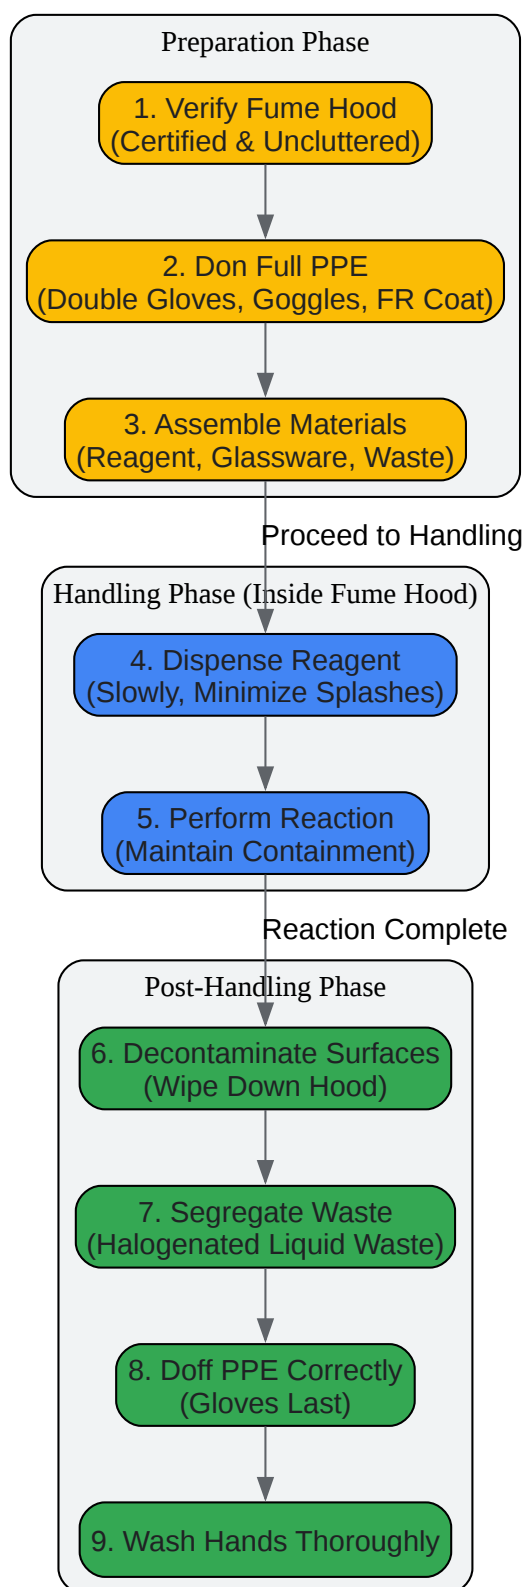 Preparation Phase
1. Verify Fume Hood
(Certified & Uncluttered)
2. Don Full PPE
(Double Gloves, Goggles, FR Coat)
3. Assemble Materials
(Reagent, Glassware, Waste)
Proceed to Handling
Handling Phase (Inside Fume Hood)
4. Dispense Reagent
(Slowly, Minimize Splashes)
5. Perform Reaction
(Maintain Containment)
Reaction Complete
Post-Handling Phase
6. Decontaminate Surfaces
(Wipe Down Hood)
7. Segregate Waste
(Halogenated Liquid Waste)
8. Doff PPE Correctly
(Gloves Last)
9. Wash Hands Thoroughly